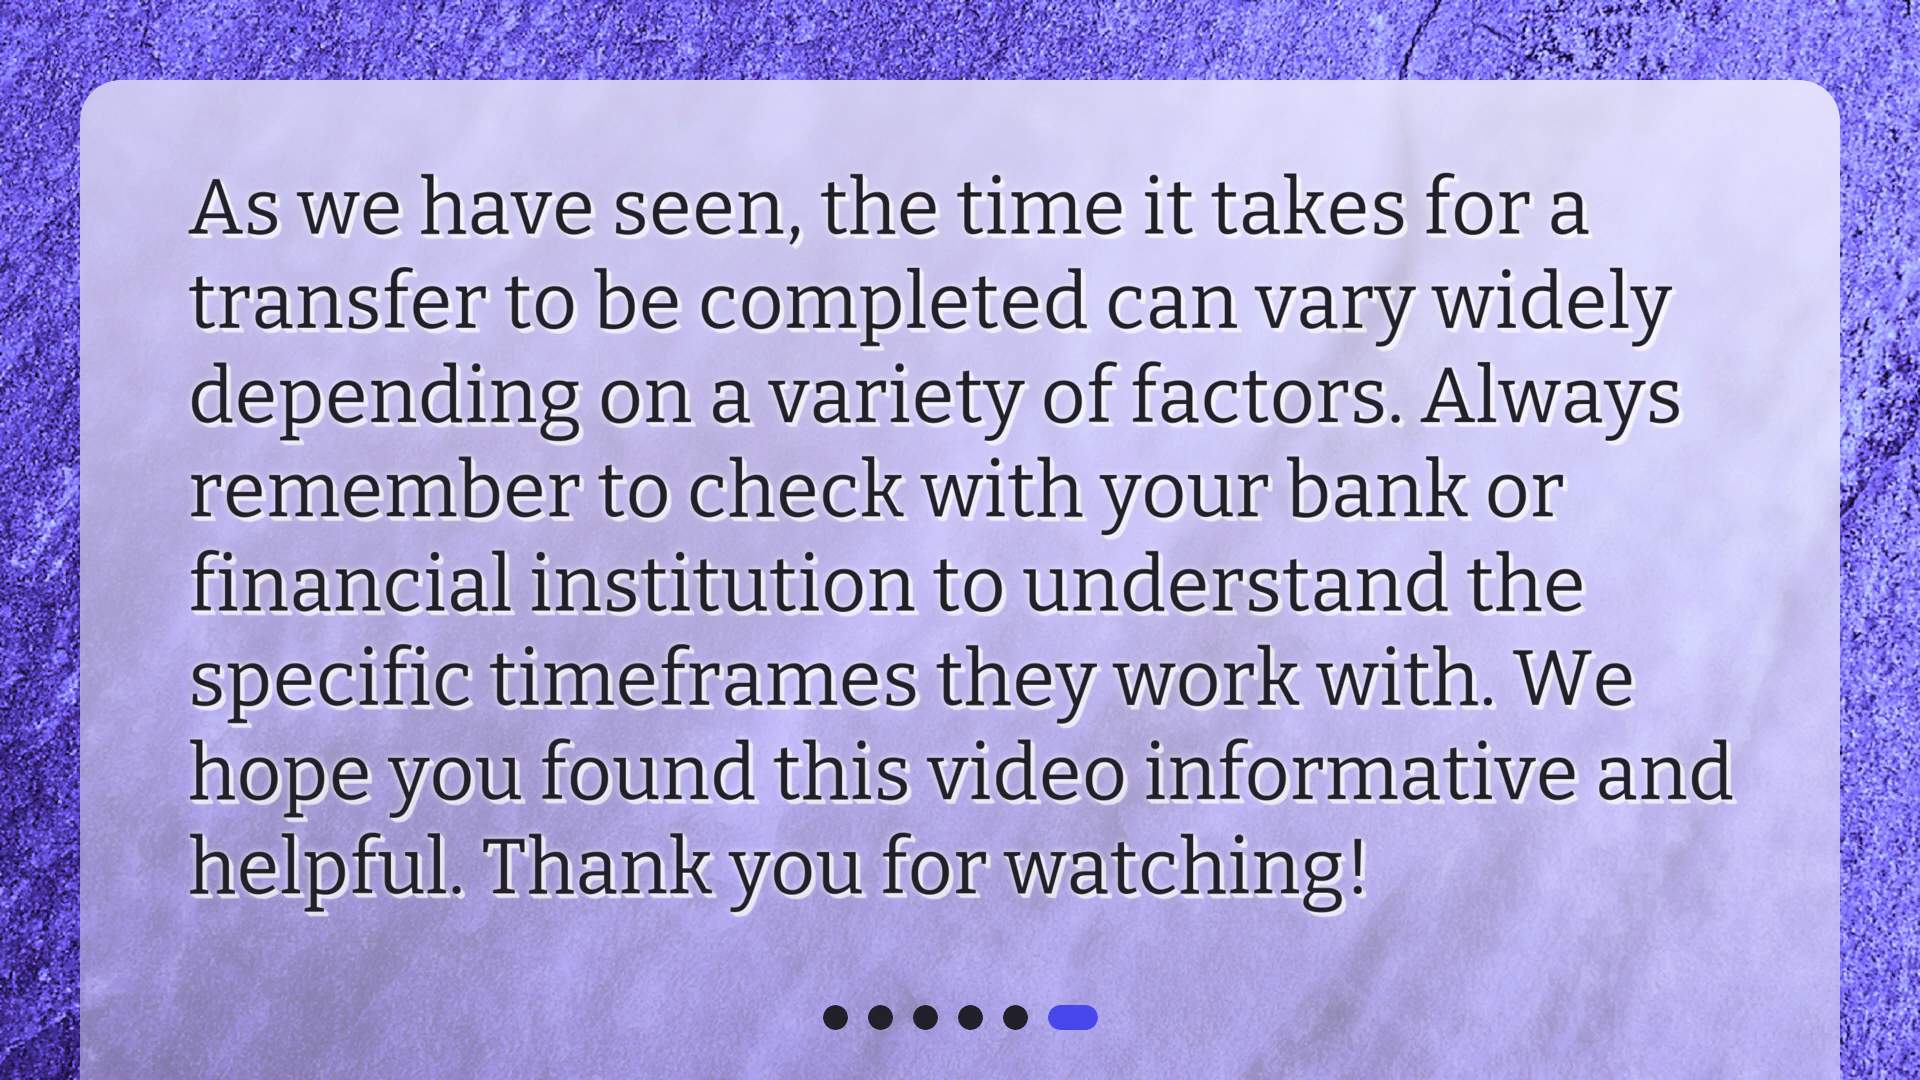 As we have seen, the time it takes for a
transfer to be completed can vary widely
depending on a variety of factors. Always
remember to check with your bank or
financial institution to understand the
specific timeframes they work with. We
hope you found this video informative and
helpful. Thank you for watching!